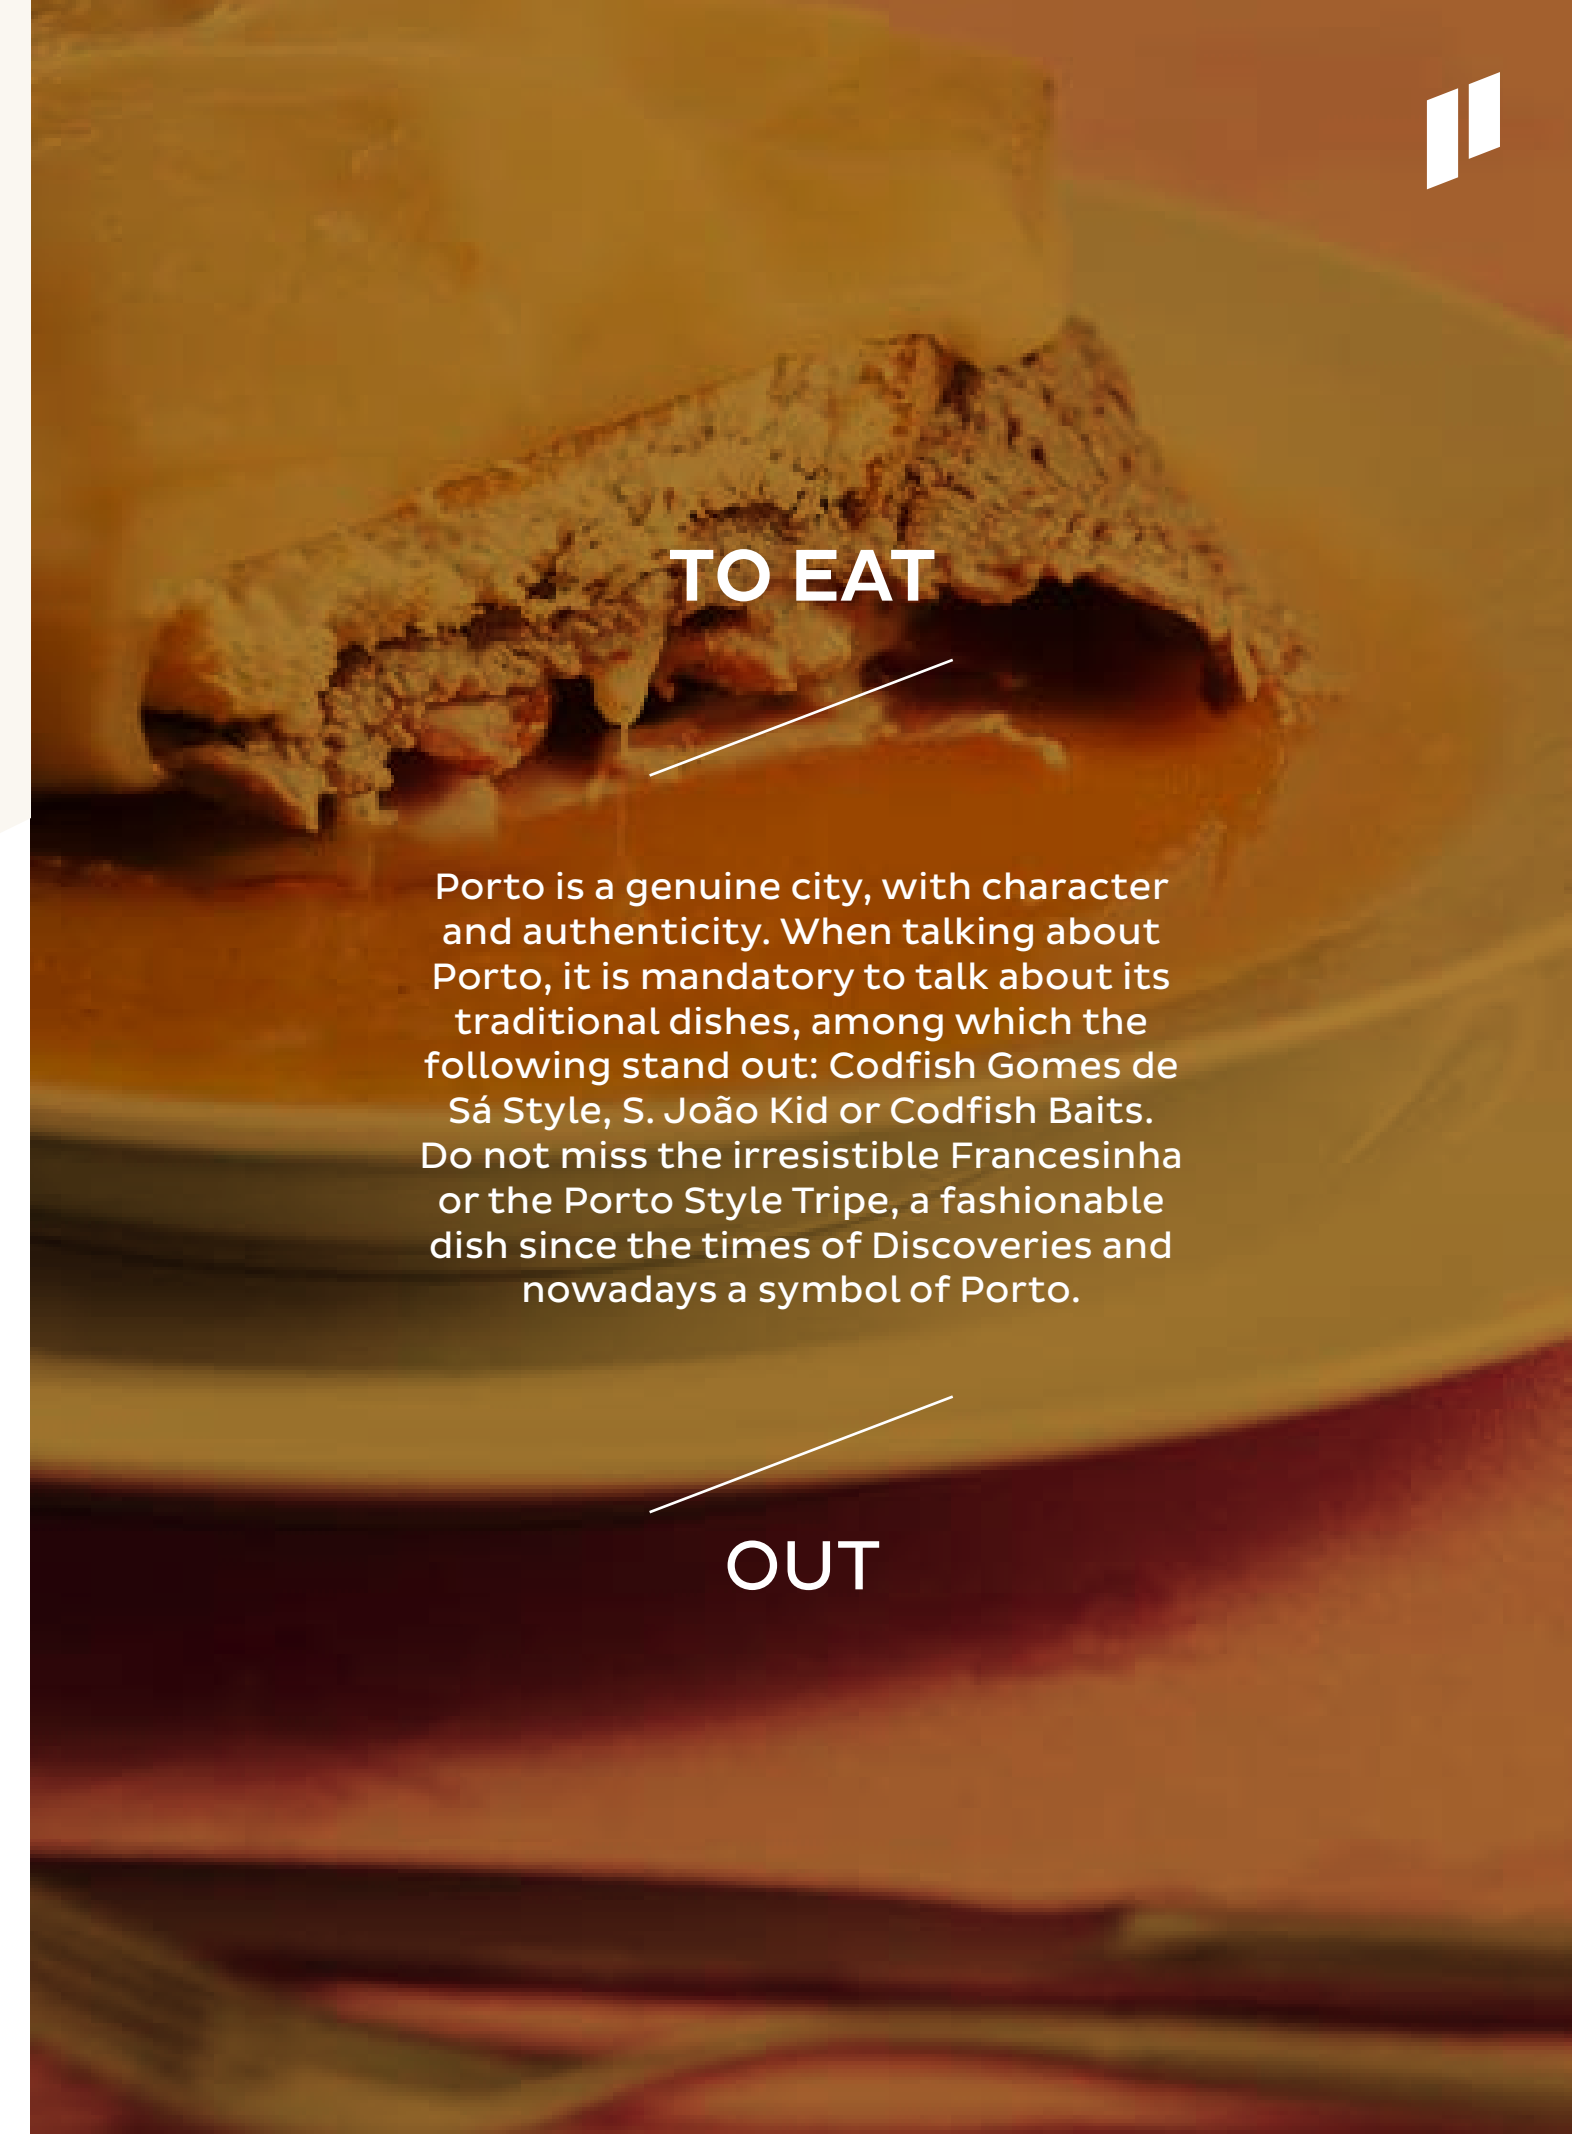 TO EAT
Porto is a genuine city, with character
and authenticity. When talking about
Porto, it is mandatory to talk about its
traditional dishes, among which the
following stand out: Codfish Gomes de
Sá Style, S. João Kid or Codfish Baits.
Do not miss the irresistible Francesinha
or the Porto Style Tripe, a fashionable
dish since the times of Discoveries and
nowadays a symbol of Porto.
OUT